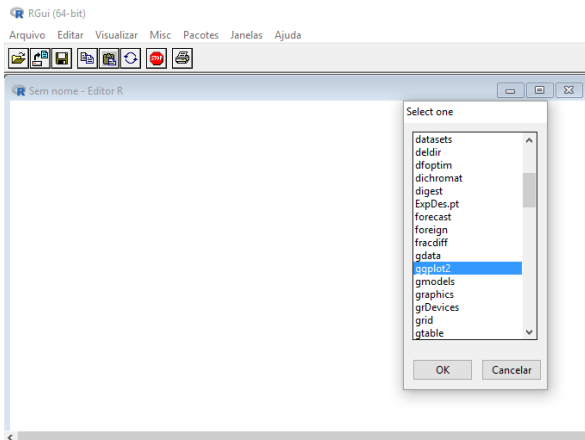 RGui (64-bit)
Arquivo Editar Visualizar Misc Pacotes Janelas Ajuda
STOP
Sem nome - Editor R
Select one
datasets
deldir
dfoptim
dichromat
digest
ExpDes.pt
forecast
foreign
fracdiff
gdata
ggplot2
gmodels
graphics
grDevices
grid
gtable
OK Cancelar